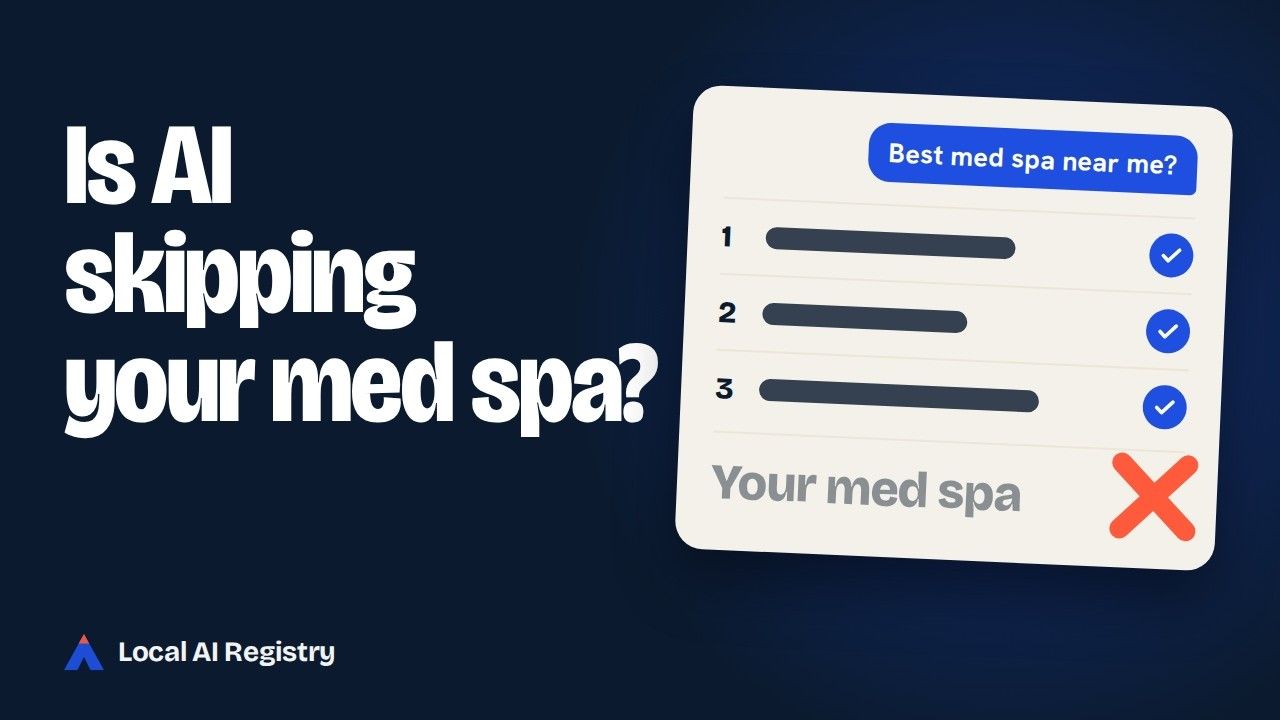 Is AI
skipping
your med spa?
Best med spa near me?
1
2
3
Your med spa
Local AI Registry